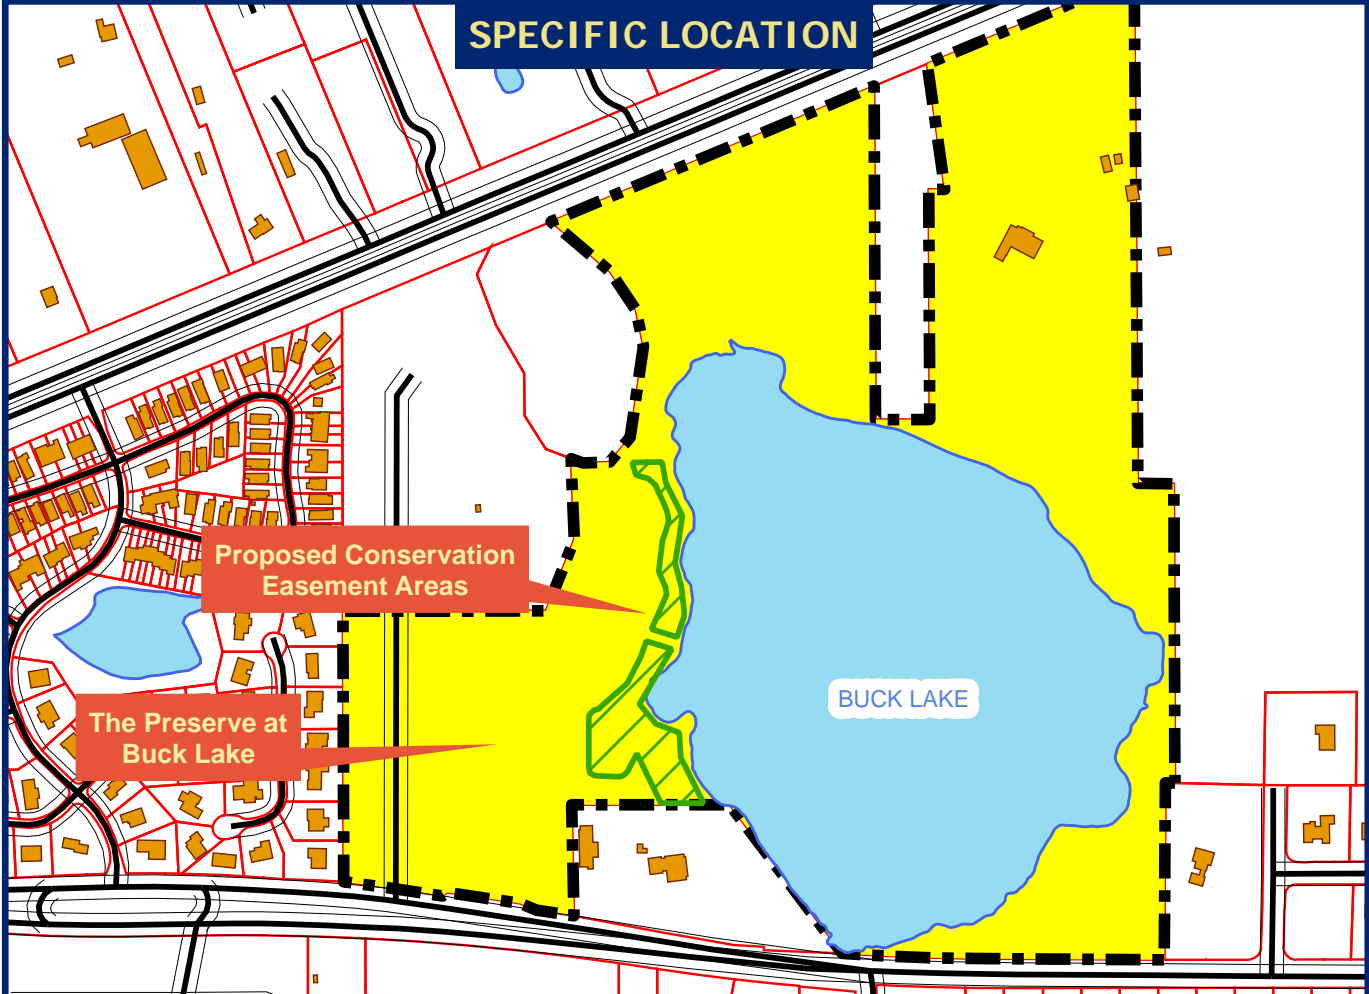 SPECIFIC LOCATION
Proposed Conservation
Easement Areas
The Preserve at
Buck Lake
BUCK LAKE